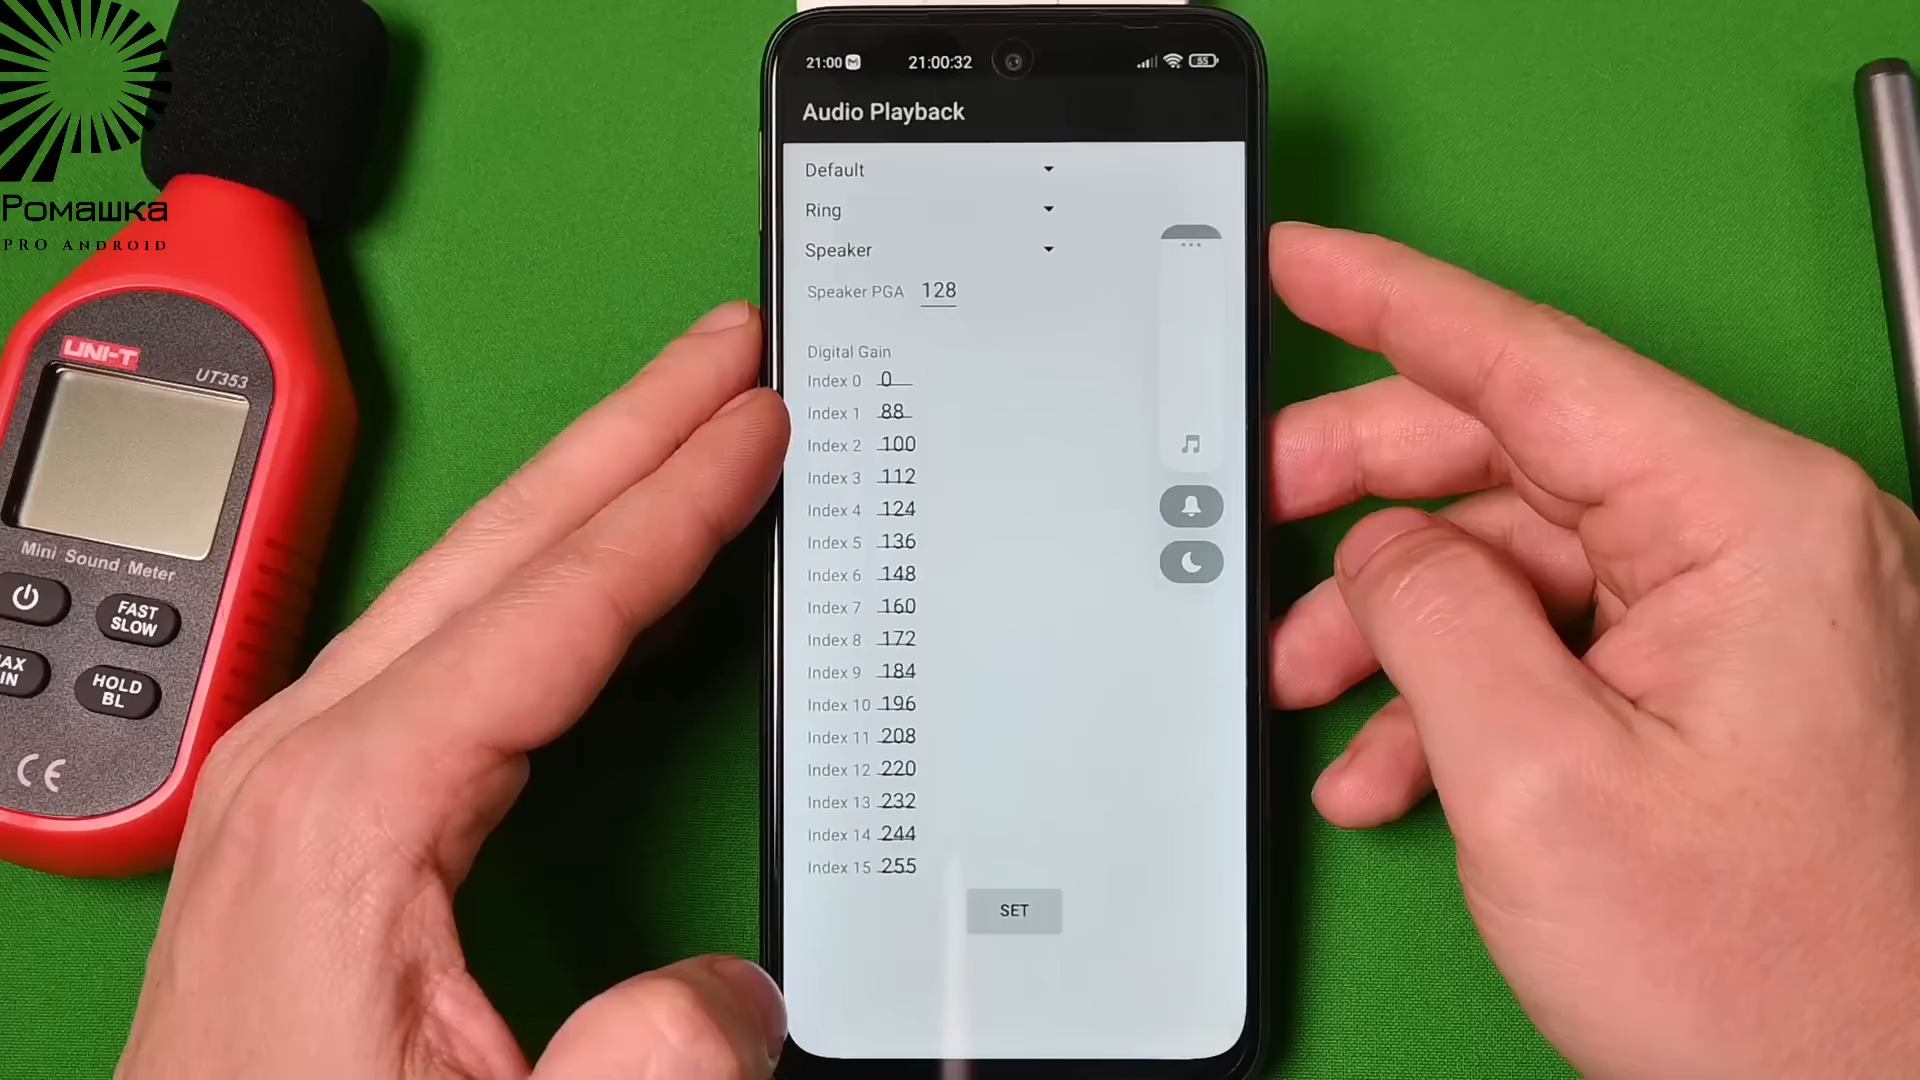 Ромашка
PRO Android
UNI-T
UT353
Mini Sound Meter
FAST
SLOW
AX
IN
HOLD
BL
CE
21:00
21:00:32
55
Audio Playback
Default
Ring
Speaker
Speaker PGA 128
Digital Gain
Index 0 0
Index 1 88
Index 2 100
Index 3 112
Index 4 124
Index 5 136
Index 6 148
Index 7 160
Index 8 172
Index 9 184
Index 10 196
Index 11 208
Index 12 220
Index 13 232
Index 14 244
Index 15 255
SET